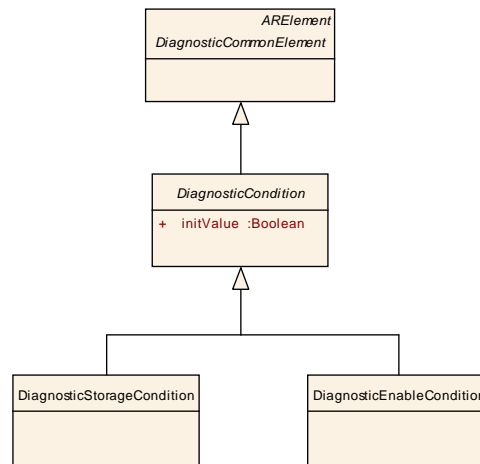 ARElement
DiagnosticCommonElement
DiagnosticCondition
+ initValue :Boolean
DiagnosticStorageCondition
DiagnosticEnableCondition